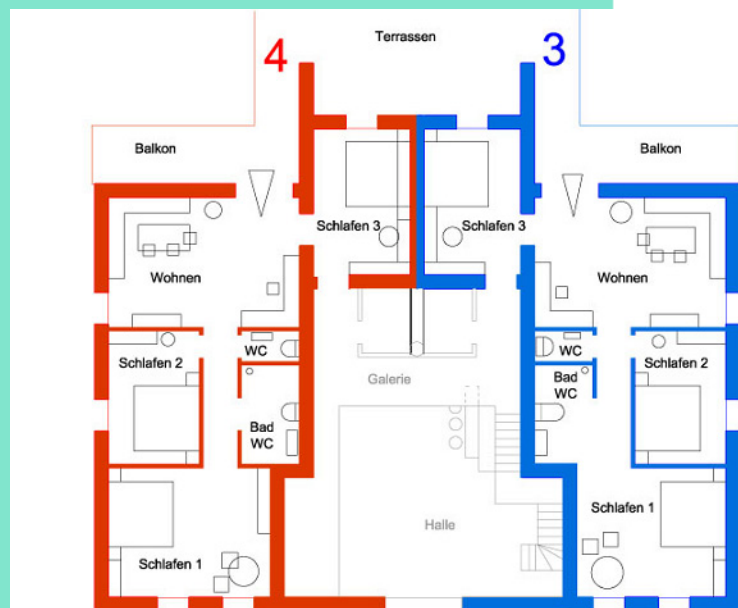 Terrassen
4
3
Balkon
Balkon
Schlafen 3
Schlafen 3
Wohnen
Wohnen
WC
WC
Schlafen 2
Schlafen 2
Galerie
Bad
WC
Bad
WC
Schlafen 1
Halle
Schlafen 1